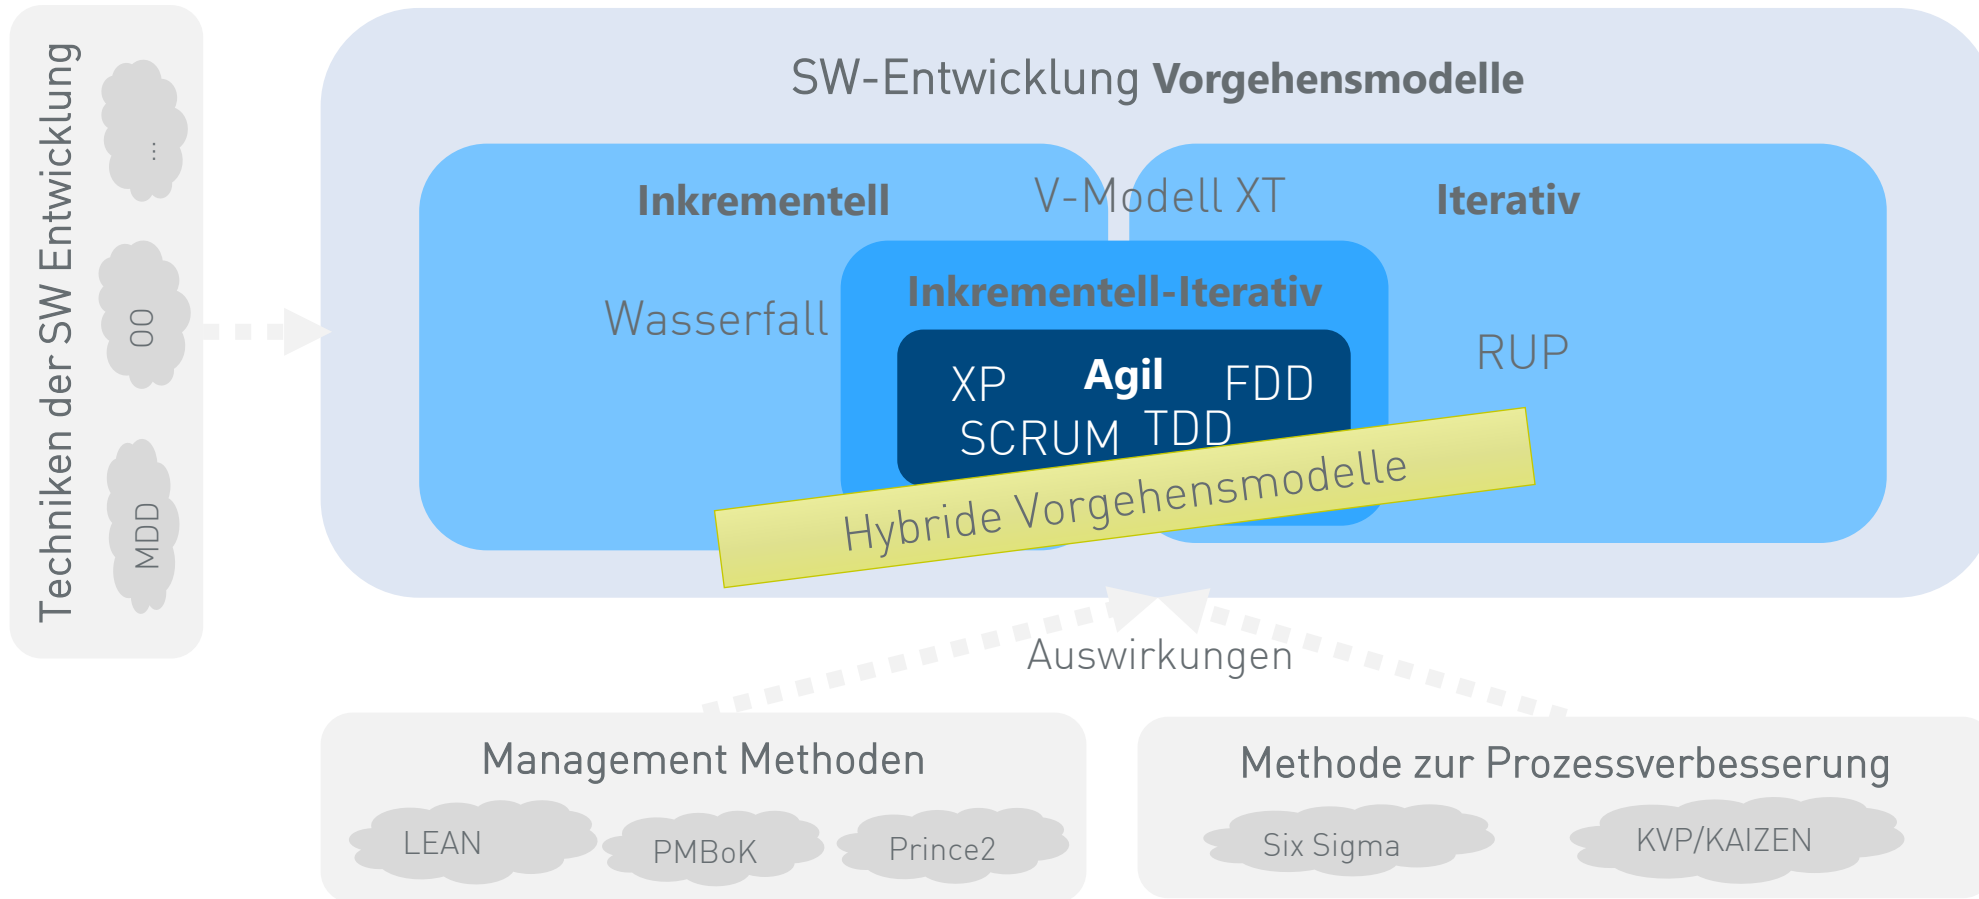 Techniken der SW Entwicklung
...
OO
MDD
SW-Entwicklung Vorgehensmodelle
Inkrementell
V-Modell XT
Iterativ
Inkrementell-Iterativ
Wasserfall
RUP
XP Agil FDD
SCRUM TDD
Hybride Vorgehensmodelle
Auswirkungen
Management Methoden
LEAN
PMBoK
Prince2
Methode zur Prozessverbesserung
Six Sigma
KVP/KAIZEN